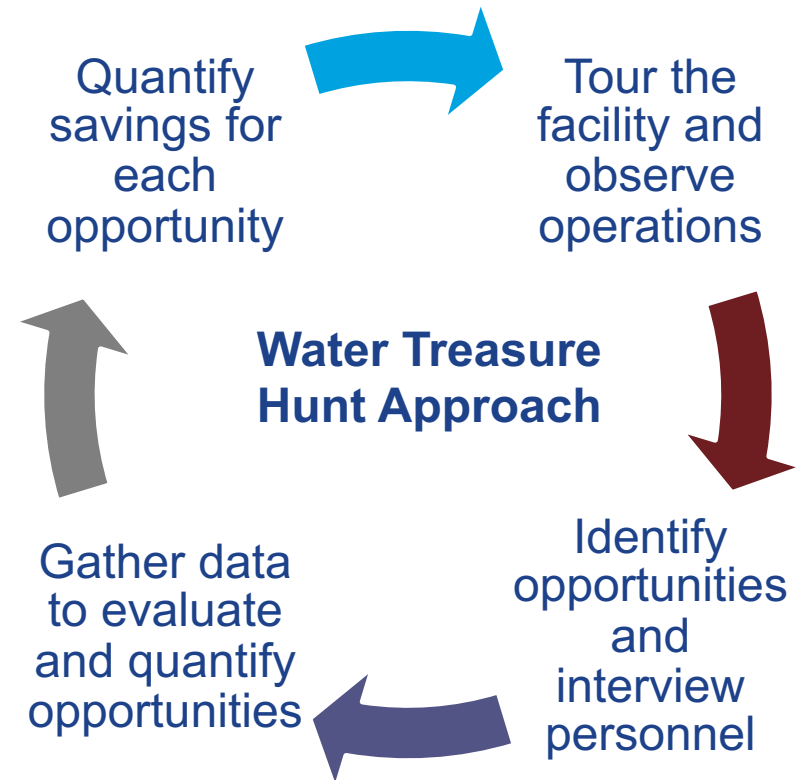 Quantify
savings for
each
opportunity
Tour the
facility and
observe
operations
Water Treasure
Hunt Approach
Gather data
to evaluate
and quantify
opportunities
Identify
opportunities
and
interview
personnel